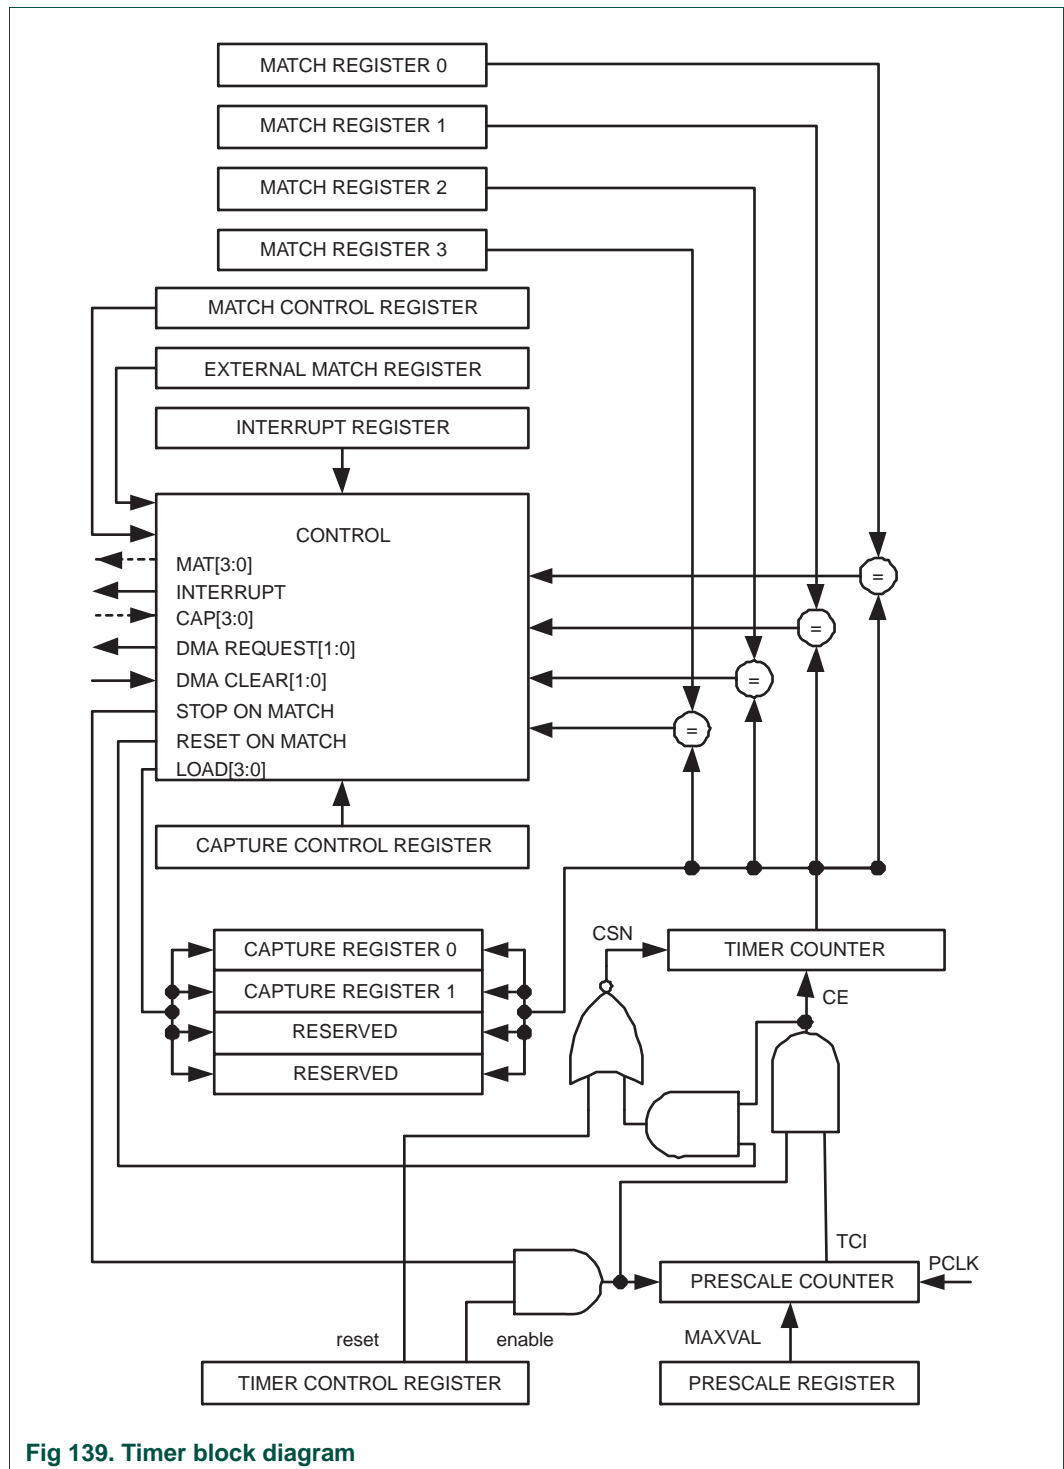 MATCH REGISTER 0
MATCH REGISTER 1
MATCH REGISTER 2
MATCH REGISTER 3
MATCH CONTROL REGISTER
EXTERNAL MATCH REGISTER
INTERRUPT REGISTER
CONTROL
MAT[3:0]
INTERRUPT
CAP[3:0]
DMA REQUEST[1:0]
DMA CLEAR[1:0]
STOP ON MATCH
RESET ON MATCH
LOAD[3:0]
=
=
=
=
CAPTURE CONTROL REGISTER
CSN
TIMER COUNTER
CAPTURE REGISTER 0
CAPTURE REGISTER 1
RESERVED
RESERVED
CE
TCI
PCLK
PRESCALE COUNTER
reset
enable
MAXVAL
TIMER CONTROL REGISTER
PRESCALE REGISTER
Fig 139. Timer block diagram